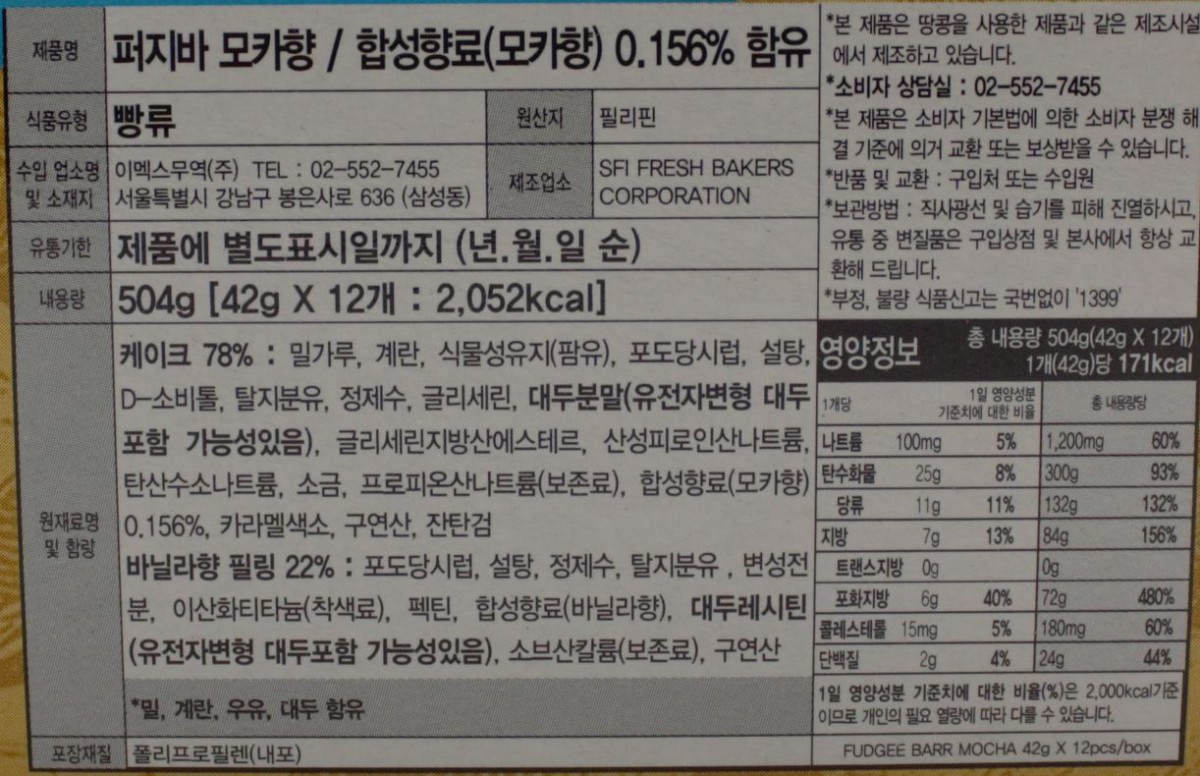 제품명
퍼지바 모카향 / 합성향료(모카향) 0.156% 함유
식품유형
빵류
원산지
필리핀
수입 업소명
및 소재지
이멕스무역(주) TEL : 02-552-7455
서울특별시 강남구 봉은사로 636 (삼성동)
제조업소
SFI FRESH BAKERS
CORPORATION
유통기한
제품에 별도표시일까지 (년.월.일 순)
내용량
504g [42g X 12개 : 2,052kcal]
원재료명
및 함량
케이크 78% : 밀가루, 계란, 식물성유지(팜유), 포도당시럽, 설탕,
D-소비톨, 탈지분유, 정제수, 글리세린, 대두분말(유전자변형 대두
포함 가능성있음), 글리세린지방산에스테르, 산성피로인산나트륨,
탄산수소나트륨, 소금, 프로피온산나트륨(보존료), 합성향료(모카향)
0.156%, 카라멜색소, 구연산, 잔탄검
바닐라향 필링 22% : 포도당시럽, 설탕, 정제수, 탈지분유 , 변성전
분, 이산화티타늄(착색료), 펙틴, 합성향료(바닐라향), 대두레시틴
(유전자변형 대두포함 가능성있음), 소브산칼륨(보존료), 구연산
*밀, 계란, 우유, 대두 함유
포장재질
폴리프로필렌(내포)
*본 제품은 땅콩을 사용한 제품과 같은 제조시설
에서 제조하고 있습니다.
*소비자 상담실 : 02-552-7455
*본 제품은 소비자 기본법에 의한 소비자 분쟁 해
결 기준에 의거 교환 또는 보상받을 수 있습니다.
*반품 및 교환 : 구입처 또는 수입원
*보관방법 : 직사광선 및 습기를 피해 진열하시고,
유통 중 변질품은 구입상점 및 본사에서 항상 교
환해 드립니다.
*부정, 불량 식품신고는 국번없이 '1399'
영양정보
총 내용량 504g(42g X 12개)
1개(42g)당 171kcal
1개당 1일 영양성분 기준치에 대한 비율 총 내용량당
나트륨 100mg 5% 1,200mg 60%
탄수화물 25g 8% 300g 93%
당류 11g 11% 132g 132%
지방 7g 13% 84g 156%
트랜스지방 0g 0g
포화지방 6g 40% 72g 480%
콜레스테롤 15mg 5% 180mg 60%
단백질 2g 4% 24g 44%
1일 영양성분 기준치에 대한 비율(%)은 2,000kcal기준
이므로 개인의 필요 열량에 따라 다를 수 있습니다.
FUDGEE BARR MOCHA 42g X 12pcs/box